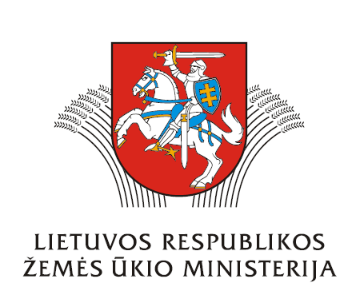 LIETUVOS RESPUBLIKOS
ŽEMĖS ŪKIO MINISTERIJA